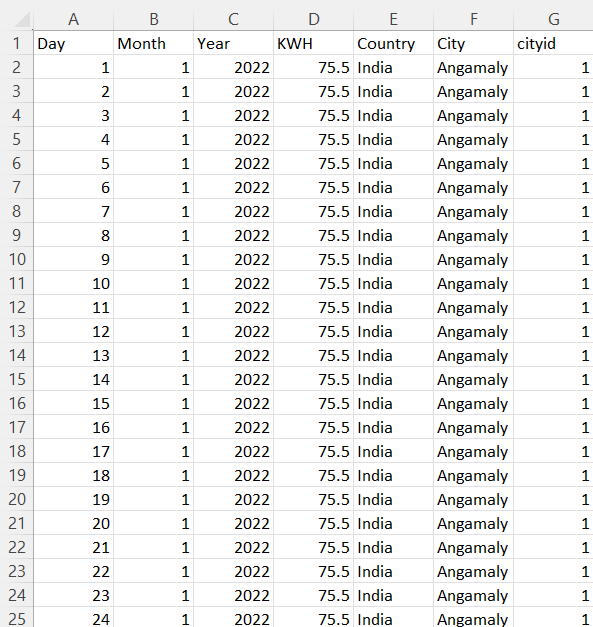 A B C D E F G
1 Day Month Year KWH Country City cityid
2 1 1 2022 75.5 India Angamaly 1
3 2 1 2022 75.5 India Angamaly 1
4 3 1 2022 75.5 India Angamaly 1
5 4 1 2022 75.5 India Angamaly 1
6 5 1 2022 75.5 India Angamaly 1
7 6 1 2022 75.5 India Angamaly 1
8 7 1 2022 75.5 India Angamaly 1
9 8 1 2022 75.5 India Angamaly 1
10 9 1 2022 75.5 India Angamaly 1
11 10 1 2022 75.5 India Angamaly 1
12 11 1 2022 75.5 India Angamaly 1
13 12 1 2022 75.5 India Angamaly 1
14 13 1 2022 75.5 India Angamaly 1
15 14 1 2022 75.5 India Angamaly 1
16 15 1 2022 75.5 India Angamaly 1
17 16 1 2022 75.5 India Angamaly 1
18 17 1 2022 75.5 India Angamaly 1
19 18 1 2022 75.5 India Angamaly 1
20 19 1 2022 75.5 India Angamaly 1
21 20 1 2022 75.5 India Angamaly 1
22 21 1 2022 75.5 India Angamaly 1
23 22 1 2022 75.5 India Angamaly 1
24 23 1 2022 75.5 India Angamaly 1
25 24 1 2022 75.5 India Angamaly 1